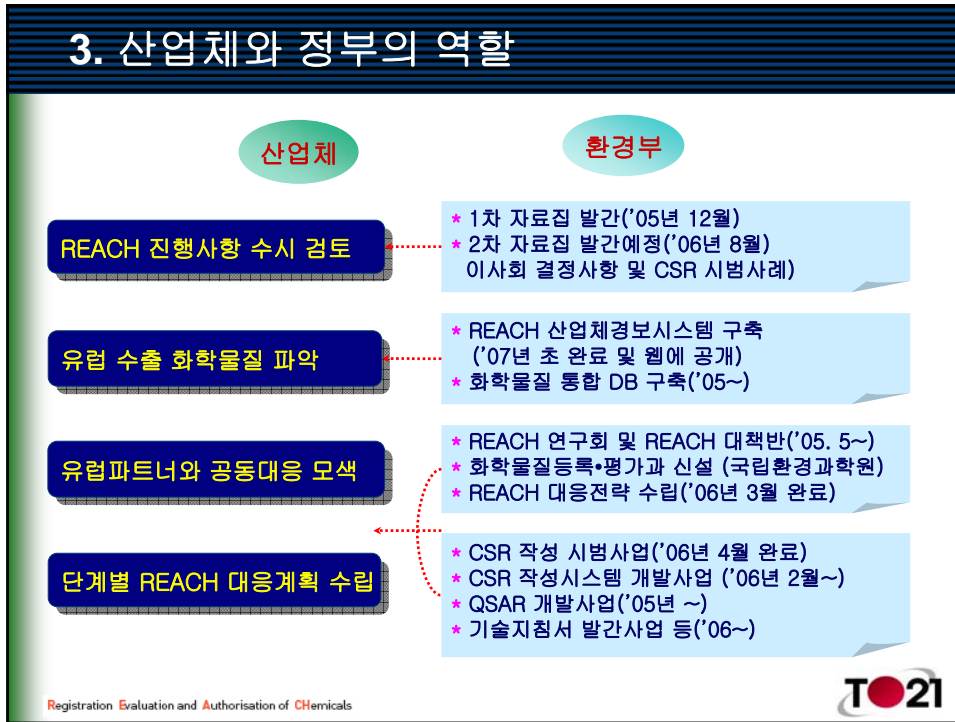 3. 산업체와 정부의 역할
산업체
환경부
REACH 진행사항 수시 검토
* 1차 자료집 발간(’05년 12월)
* 2차 자료집 발간예정(’06년 8월)
이사회 결정사항 및 CSR 시범사례)
유럽 수출 화학물질 파악
* REACH 산업체경보시스템 구축
(’07년 초 완료 및 웹에 공개)
* 화학물질 통합 DB 구축(’05~)
유럽파트너와 공동대응 모색
* REACH 연구회 및 REACH 대책반(’05. 5~)
* 화학물질등록•평가과 신설 (국립환경과학원)
* REACH 대응전략 수립(’06년 3월 완료)
단계별 REACH 대응계획 수립
* CSR 작성 시범사업(’06년 4월 완료)
* CSR 작성시스템 개발사업 (’06년 2월~)
* QSAR 개발사업(’05년 ~)
* 기술지침서 발간사업 등(’06~)
Registration Evaluation and Authorisation of CHemicals
TO21